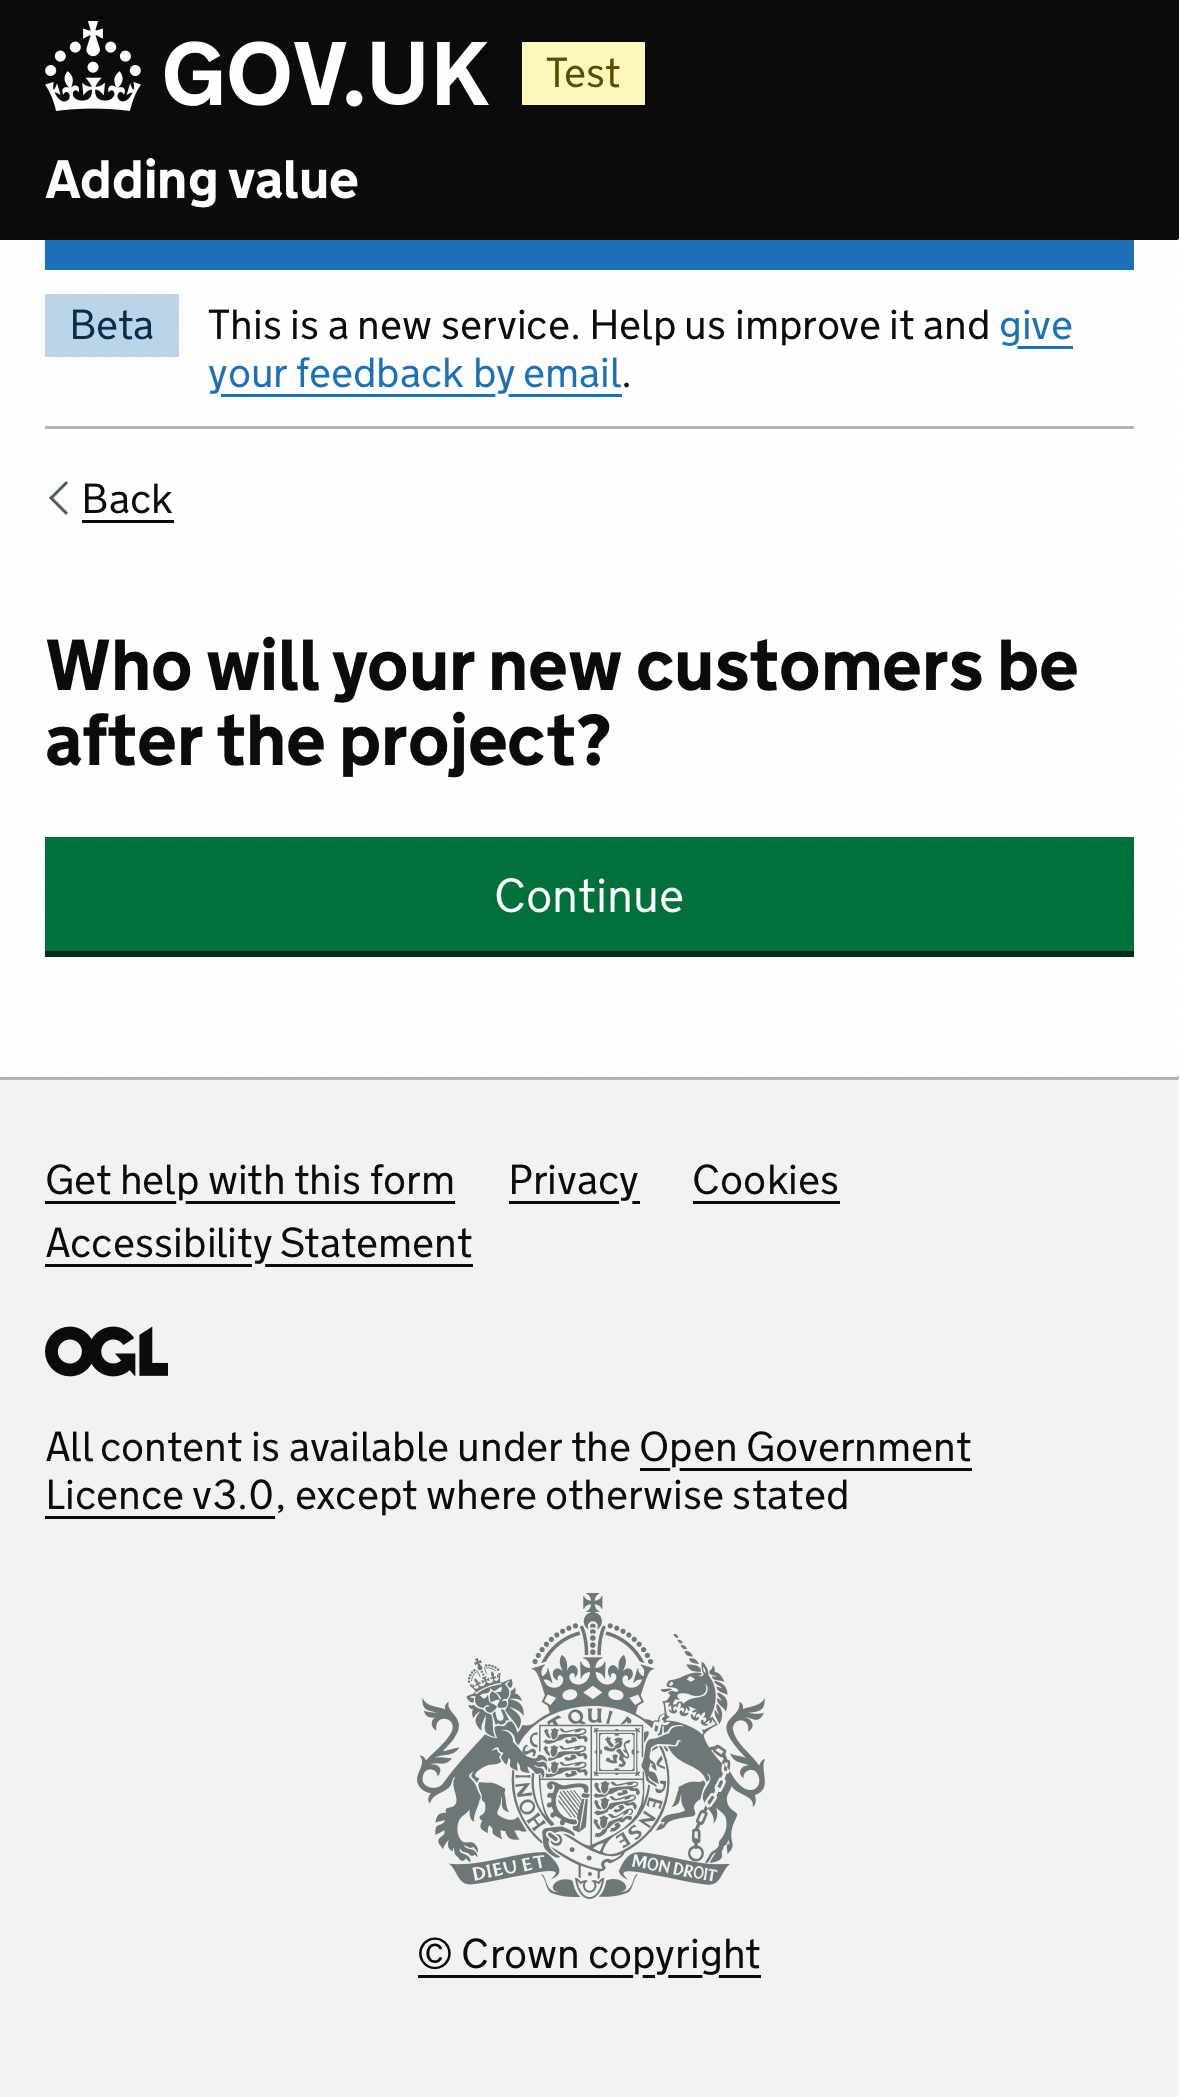 GOV.UK Test
Adding value
Beta
This is a new service. Help us improve it and give
your feedback by email.
Back
Who will your new customers be
after the project?
Continue
Get help with this form Privacy Cookies
Accessibility Statement
OGL
All content is available under the Open Government
Licence v3.0, except where otherwise stated
QUI
HONI
PENSE
DIEU ET MON DROIT
© Crown copyright